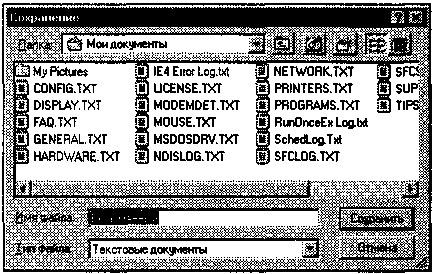 Сохранение
Папка: Мои документы
My Pictures
CONFIG.TXT
DISPLAY.TXT
FAQ.TXT
GENERAL.TXT
HARDWARE.TXT
IE4 Error Log.txt
LICENSE.TXT
MODEMDET.TXT
MOUSE.TXT
MSDOSDRV.TXT
NDISLOG.TXT
NETWORK.TXT
PRINTERS.TXT
PROGRAMS.TXT
RunOnceEx Log.txt
SchedLog.Txt
SFCLOG.TXT
SFCS
SUP
TIPS
Имя файла:
Сохранить
Тип файла: Текстовые документы
Отмена